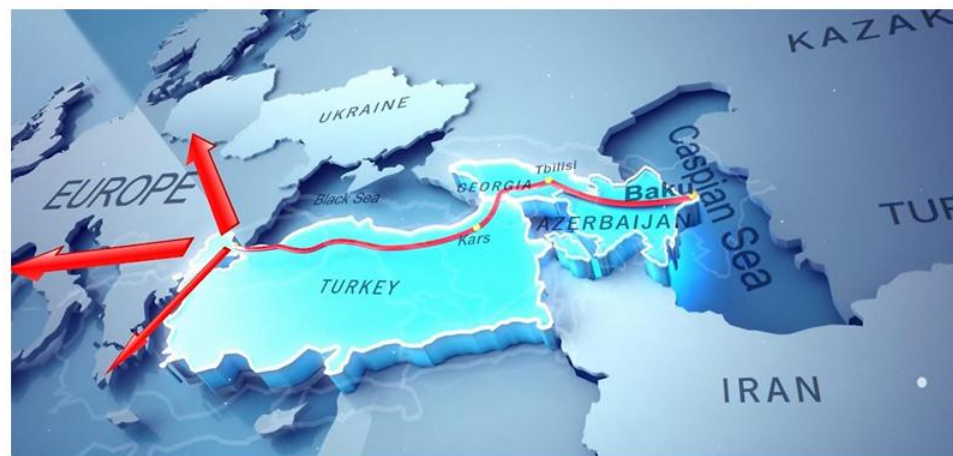 KAZAK
UKRAINE
EUROPE
Black Sea
GEORGIA
Tbilisi
Caspian Sea
Baku
AZERBAIJAN
TUR
Kars
TURKEY
IRAN